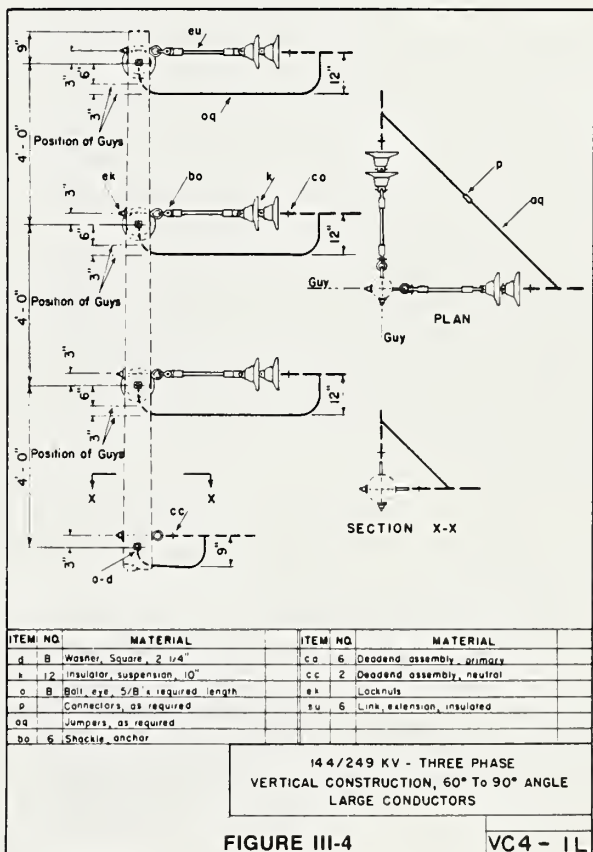 eu
9"
3"
6"
3"
12"
aq
Position of Guys
4'-0"
ek
bo
k
ca
3"
6"
3"
12"
p
aq
Position of Guys
Guy
PLAN
Guy
4'-0"
3"
6"
3"
12"
Position of Guys
4'-0"
X X
cc
SECTION X-X
3"
9"
o-d
ITEM NO. MATERIAL ITEM NO. MATERIAL
d 8 Washer, Square, 2 1/4" ca 6 Deadend assembly, primary
k 12 Insulator, suspension, 10" cc 2 Deadend assembly, neutral
o 8 Bolt, eye, 5/8" x required length ek Locknuts
p Connectors, as required eu 6 Link, extension, insulated
aq Jumpers, as required
bo 6 Shackle, anchor
144/249 KV - THREE PHASE
VERTICAL CONSTRUCTION, 60° To 90° ANGLE
LARGE CONDUCTORS
FIGURE III-4
VC4 - 1L